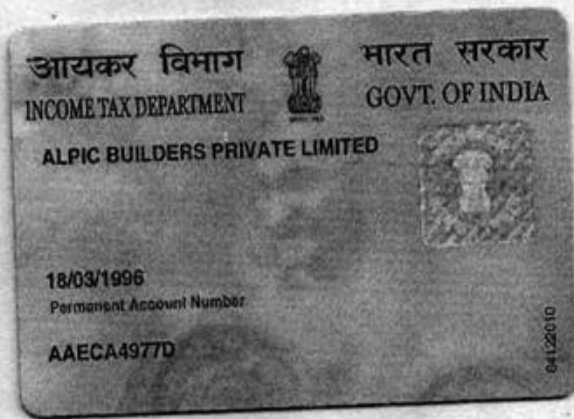 आयकर विभाग
INCOME TAX DEPARTMENT
भारत सरकार
GOVT. OF INDIA
ALPIC BUILDERS PRIVATE LIMITED
18/03/1996
Permanent Account Number
AAECA4977D
04122010